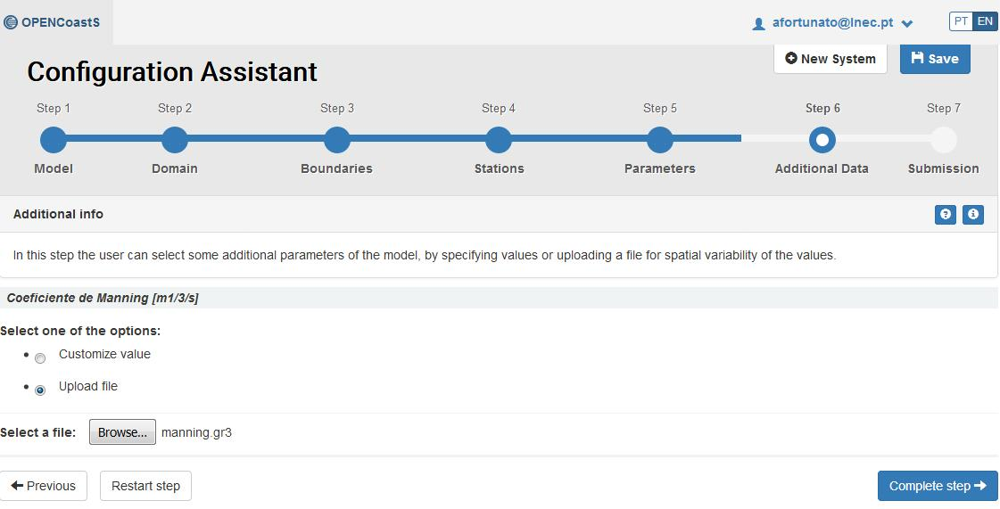 OPENCoastS
afortunato@lnec.pt
PT EN
Configuration Assistant
New System
Save
Step 1 Step 2 Step 3 Step 4 Step 5 Step 6 Step 7
Model Domain Boundaries Stations Parameters Additional Data Submission
Additional info
In this step the user can select some additional parameters of the model, by specifying values or uploading a file for spatial variability of the values.
Coeficiente de Manning [m1/3/s]
Select one of the options:
Customize value
Upload file
Select a file: Browse... manning.gr3
Previous Restart step Complete step